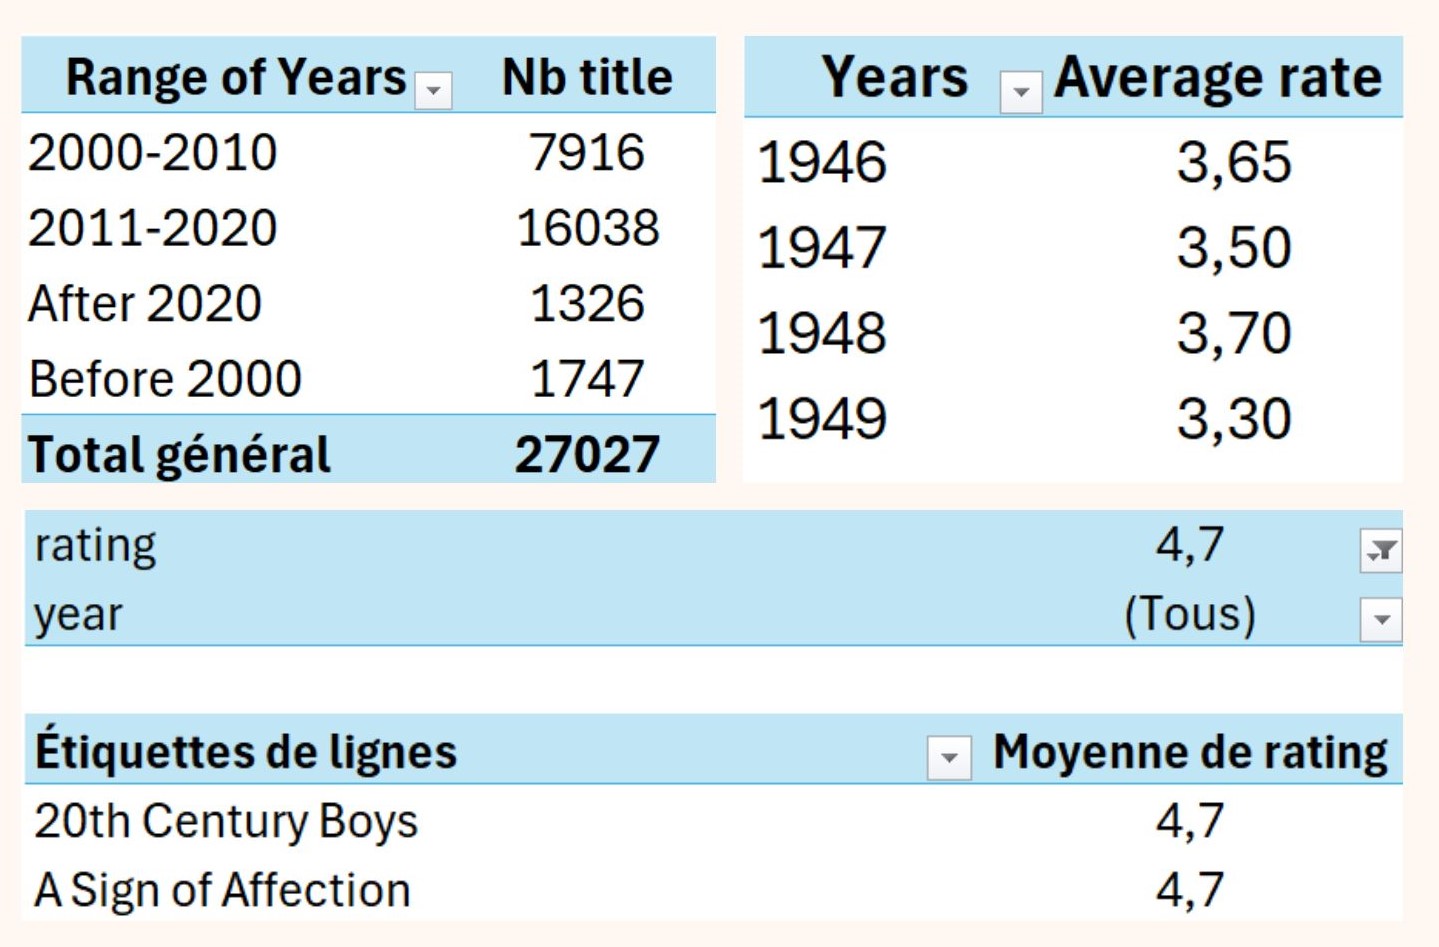 Range of Years Nb title
2000-2010 7916
2011-2020 16038
After 2020 1326
Before 2000 1747
Total général 27027
Years Average rate
1946 3,65
1947 3,50
1948 3,70
1949 3,30
rating 4,7
year (Tous)
Étiquettes de lignes Moyenne de rating
20th Century Boys 4,7
A Sign of Affection 4,7